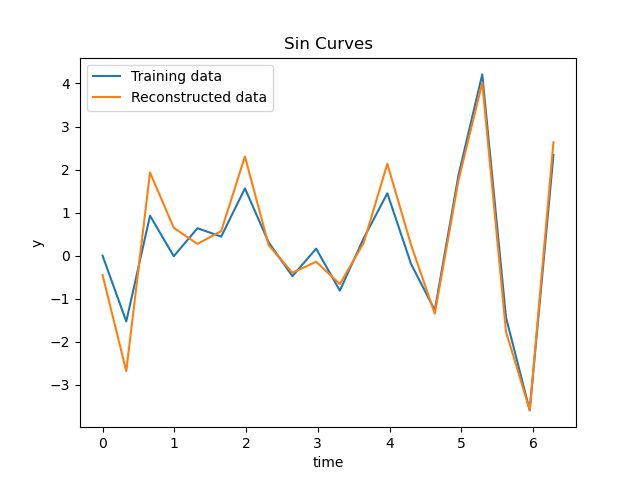 Sin Curves
Training data
Reconstructed data
4
3
2
1
0
−1
−2
−3
y
0 1 2 3 4 5 6
time